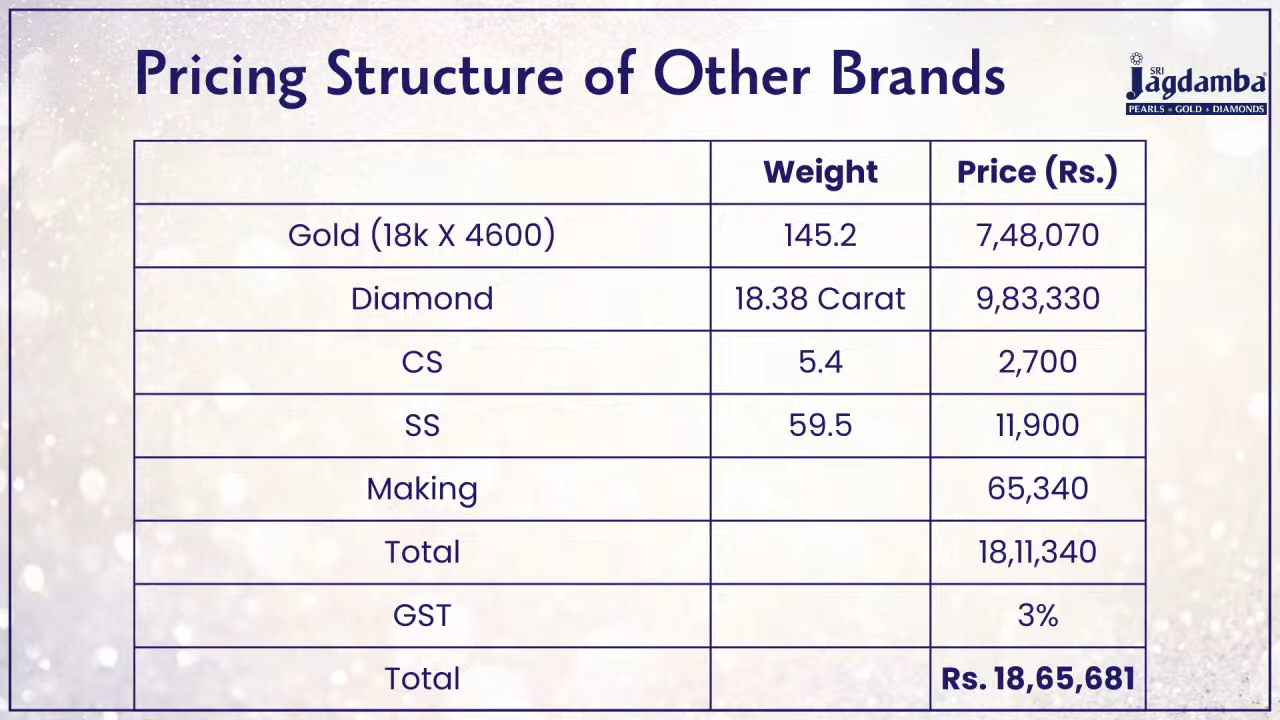 Pricing Structure of Other Brands
SRI
Jagdamba
PEARLS GOLD DIAMONDS
Weight Price (Rs.)
Gold (18k X 4600) 145.2 7,48,070
Diamond 18.38 Carat 9,83,330
CS 5.4 2,700
SS 59.5 11,900
Making 65,340
Total 18,11,340
GST 3%
Total Rs. 18,65,681